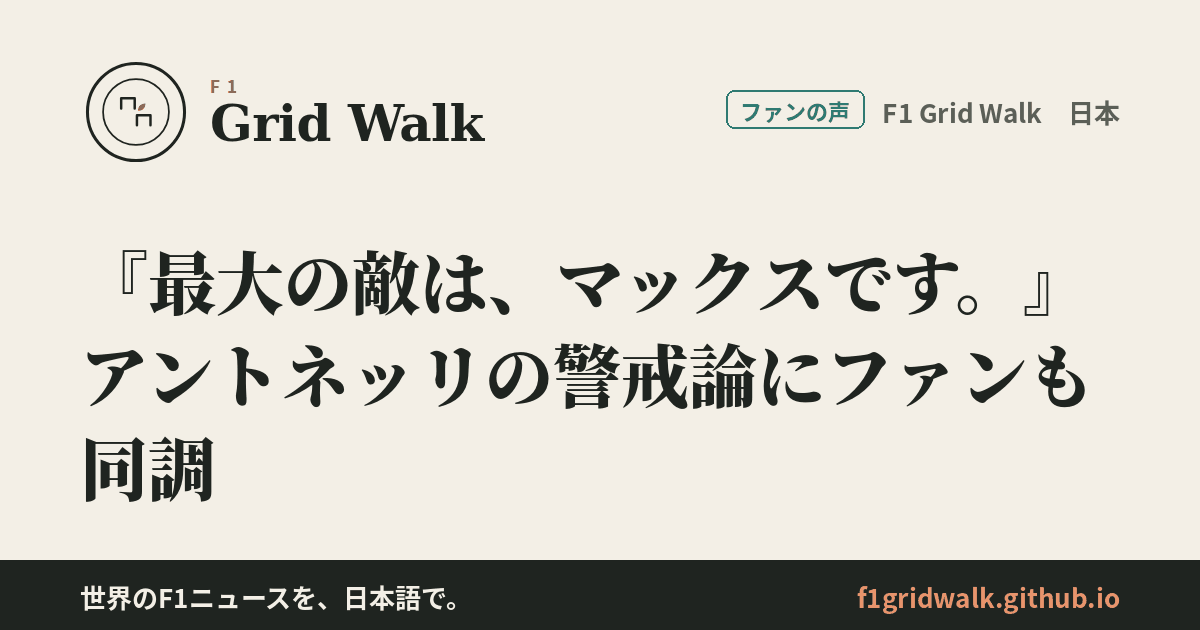 F1
Grid Walk
ファンの声
F1 Grid Walk 日本
『最大の敵は、マックスです。』
アントネッリの警戒論にファンも
同調
世界のF1ニュースを、日本語で。
f1gridwalk.github.io